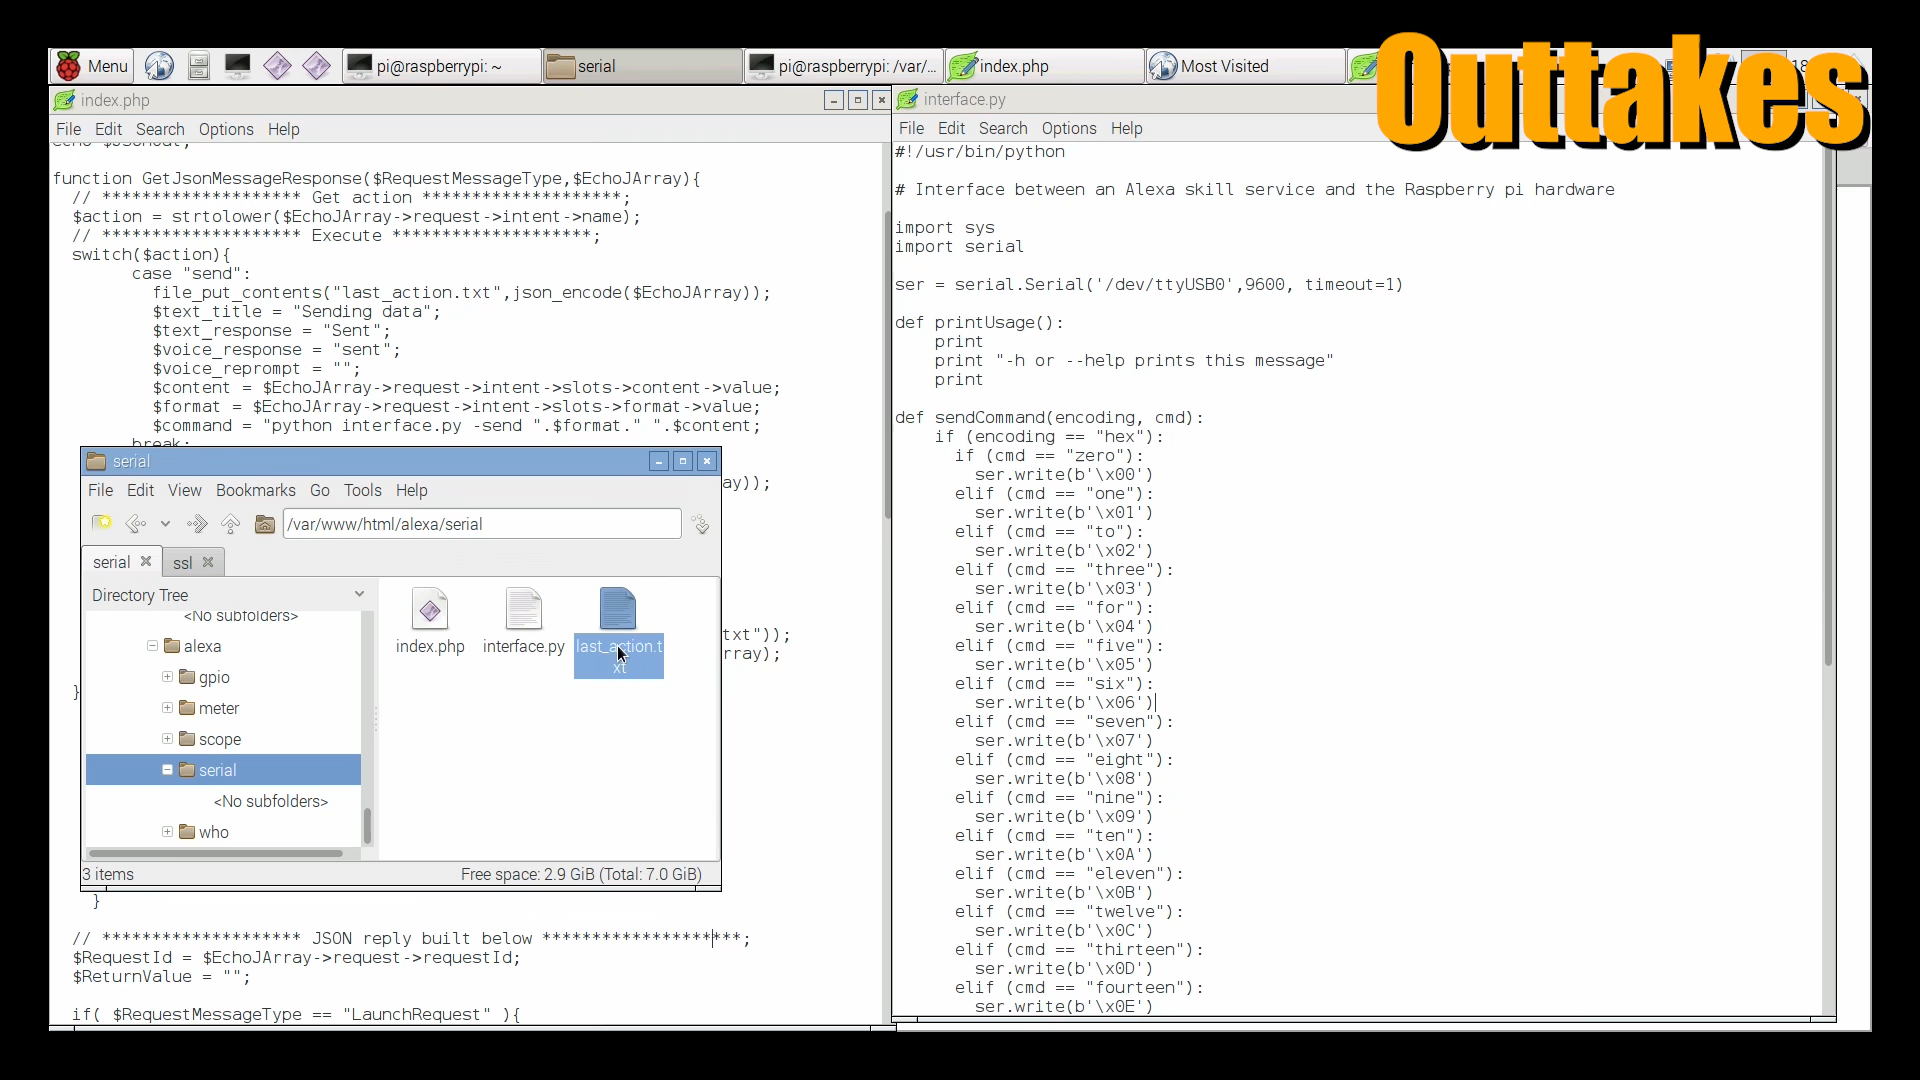 Outtakes
Menu
pi@raspberrypi: ~
serial
pi@raspberrypi: /var/...
index.php
Most Visited
index.php
File Edit Search Options Help
function GetJsonMessageResponse($RequestMessageType,$EchoJArray){
// ******************** Get action ********************;
$action = strtolower($EchoJArray->request->intent->name);
// ******************** Execute ********************;
switch($action){
case "send":
file_put_contents("last_action.txt",json_encode($EchoJArray));
$text_title = "Sending data";
$text_response = "Sent";
$voice_response = "sent";
$voice_reprompt = "";
$content = $EchoJArray->request->intent->slots->content->value;
$format = $EchoJArray->request->intent->slots->format->value;
$command = "python interface.py -send ".$format." ".$content;
break;
ay));
txt"));
rray);
}
serial
File Edit View Bookmarks Go Tools Help
/var/www/html/alexa/serial
serial
ssl
Directory Tree
<No subfolders>
alexa
gpio
meter
scope
serial
<No subfolders>
who
index.php
interface.py
last_action.t
xt
3 items
Free space: 2.9 GiB (Total: 7.0 GiB)
}
// ******************** JSON reply built below ********************;
$RequestId = $EchoJArray->request->requestId;
$ReturnValue = "";
if( $RequestMessageType == "LaunchRequest" ){
interface.py
File Edit Search Options Help
#!/usr/bin/python
# Interface between an Alexa skill service and the Raspberry pi hardware
import sys
import serial
ser = serial.Serial('/dev/ttyUSB0',9600, timeout=1)
def printUsage():
print
print "-h or --help prints this message"
print
def sendCommand(encoding, cmd):
if (encoding == "hex"):
if (cmd == "zero"):
ser.write(b'\x00')
elif (cmd == "one"):
ser.write(b'\x01')
elif (cmd == "to"):
ser.write(b'\x02')
elif (cmd == "three"):
ser.write(b'\x03')
elif (cmd == "for"):
ser.write(b'\x04')
elif (cmd == "five"):
ser.write(b'\x05')
elif (cmd == "six"):
ser.write(b'\x06')
elif (cmd == "seven"):
ser.write(b'\x07')
elif (cmd == "eight"):
ser.write(b'\x08')
elif (cmd == "nine"):
ser.write(b'\x09')
elif (cmd == "ten"):
ser.write(b'\x0A')
elif (cmd == "eleven"):
ser.write(b'\x0B')
elif (cmd == "twelve"):
ser.write(b'\x0C')
elif (cmd == "thirteen"):
ser.write(b'\x0D')
elif (cmd == "fourteen"):
ser.write(b'\x0E')